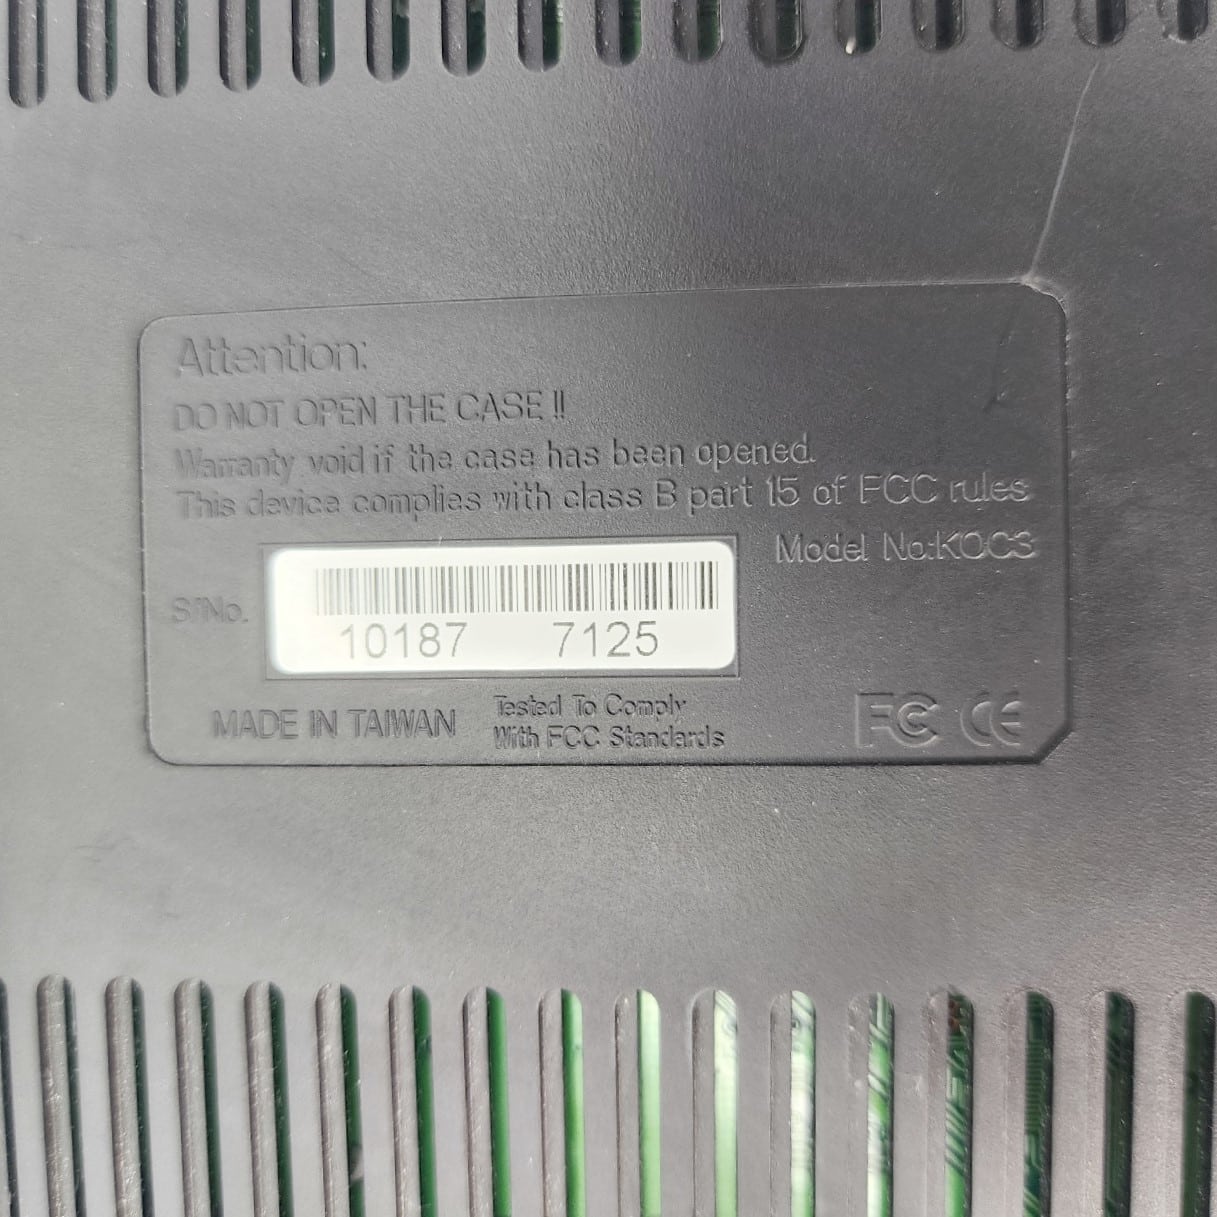 Attention:
DO NOT OPEN THE CASE !!
Warranty void if the case has been opened.
This device complies with class B part 15 of FCC rules
Model No:KOC3
S/No.
10187 7125
MADE IN TAIWAN
Tested To Comply
With FCC Standards
FC CE